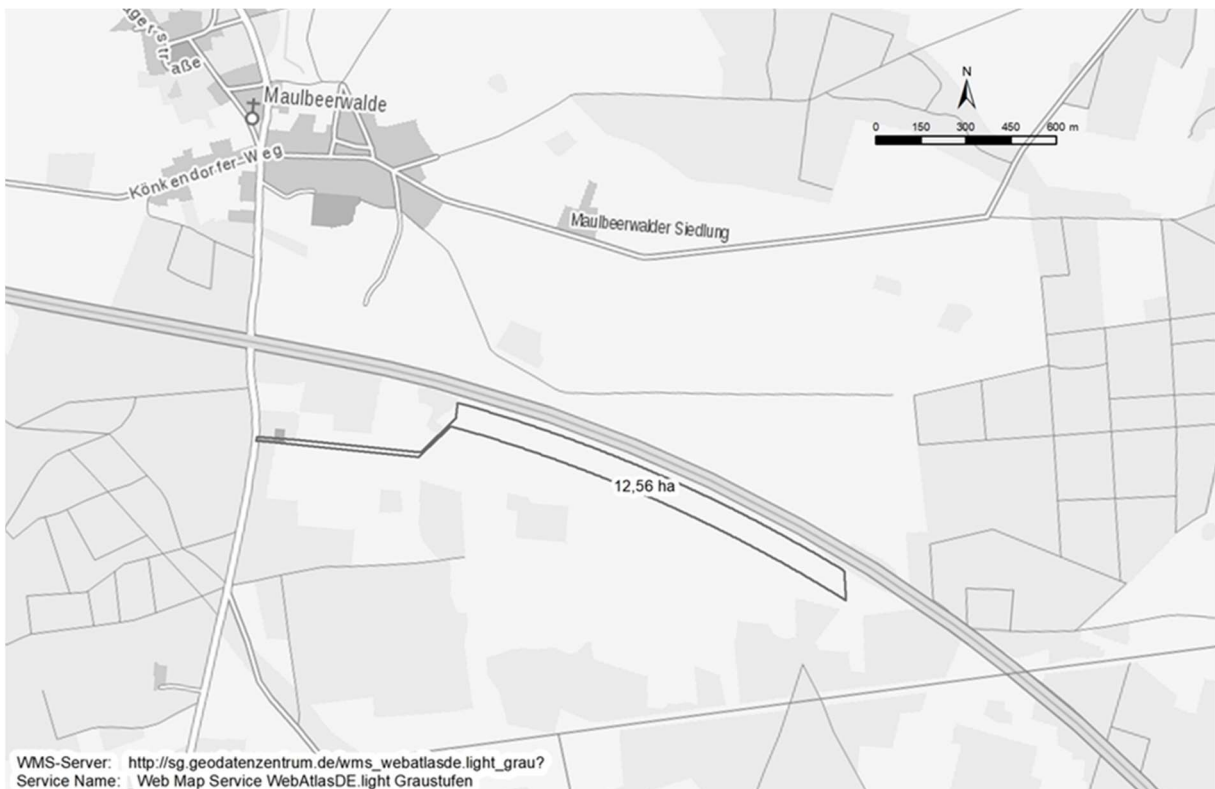 agerstraße
Maulbeerwalde
Könkendorfer-Weg
N
0 150 300 450 600 m
Maulbeerwalder Siedlung
12,56 ha
WMS-Server: http://sg.geodatenzentrum.de/wms_webatlasde.light_grau?
Service Name: Web Map Service WebAtlasDE.light Graustufen